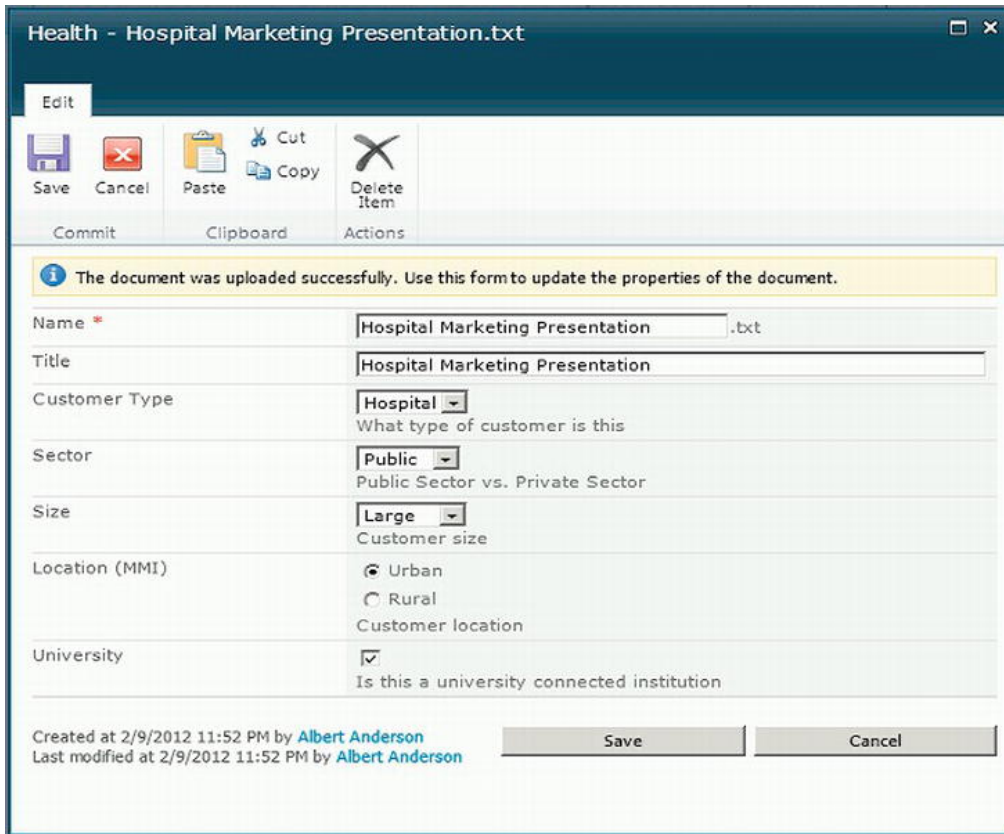 Health - Hospital Marketing Presentation.txt
Edit
Save
Cancel
Paste
Cut
Copy
Delete
Item
Commit
Clipboard
Actions
The document was uploaded successfully. Use this form to update the properties of the document.
Name *
Hospital Marketing Presentation .txt
Title
Hospital Marketing Presentation
Customer Type
Hospital
What type of customer is this
Sector
Public
Public Sector vs. Private Sector
Size
Large
Customer size
Location (MMI)
Urban
Rural
Customer location
University
Is this a university connected institution
Created at 2/9/2012 11:52 PM by Albert Anderson
Last modified at 2/9/2012 11:52 PM by Albert Anderson
Save
Cancel